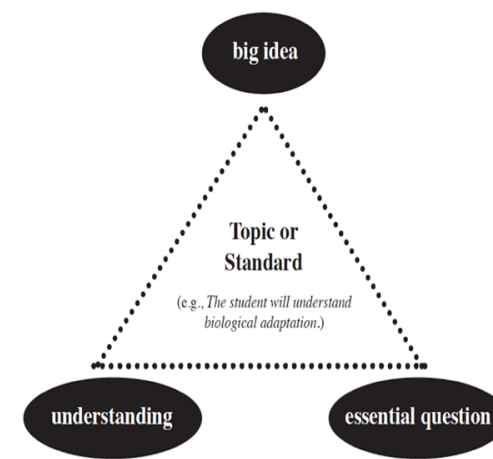 big idea
Topic or
Standard
(e.g., The student will understand
biological adaptation.)
understanding
essential question